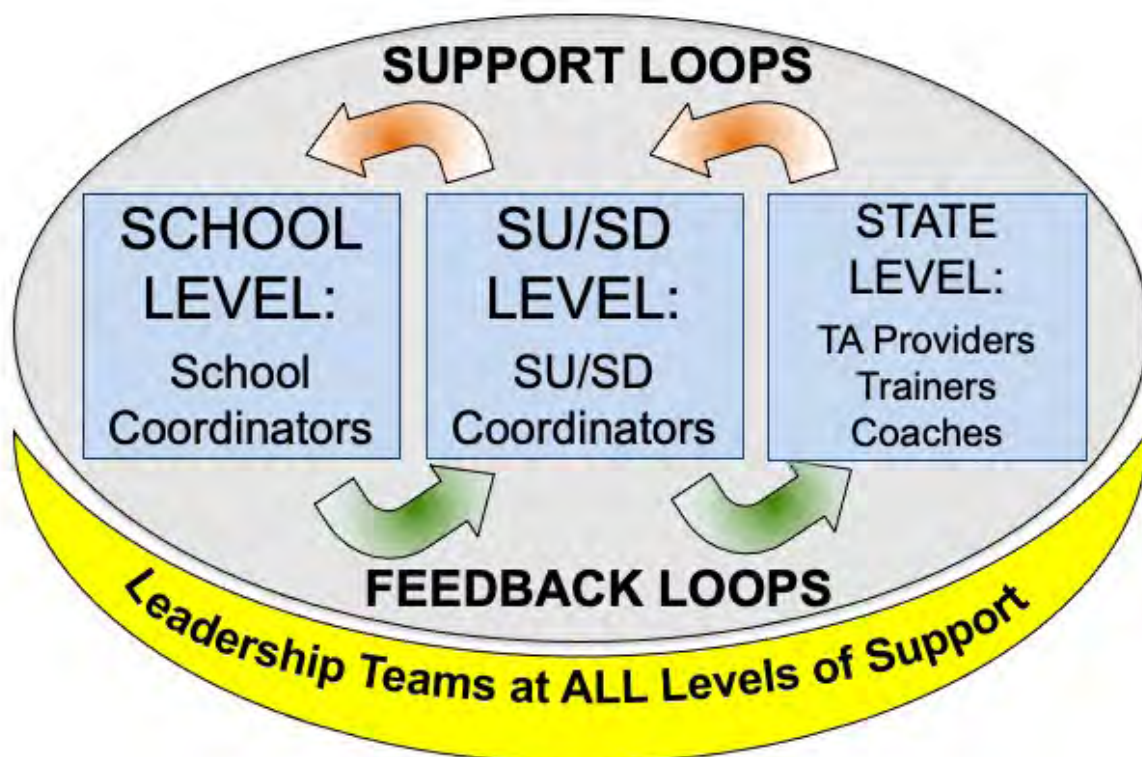 SUPPORT LOOPS
SCHOOL
LEVEL:
School
Coordinators
SU/SD
LEVEL:
SU/SD
Coordinators
STATE
LEVEL:
TA Providers
Trainers
Coaches
FEEDBACK LOOPS
Leadership Teams at ALL Levels of Support